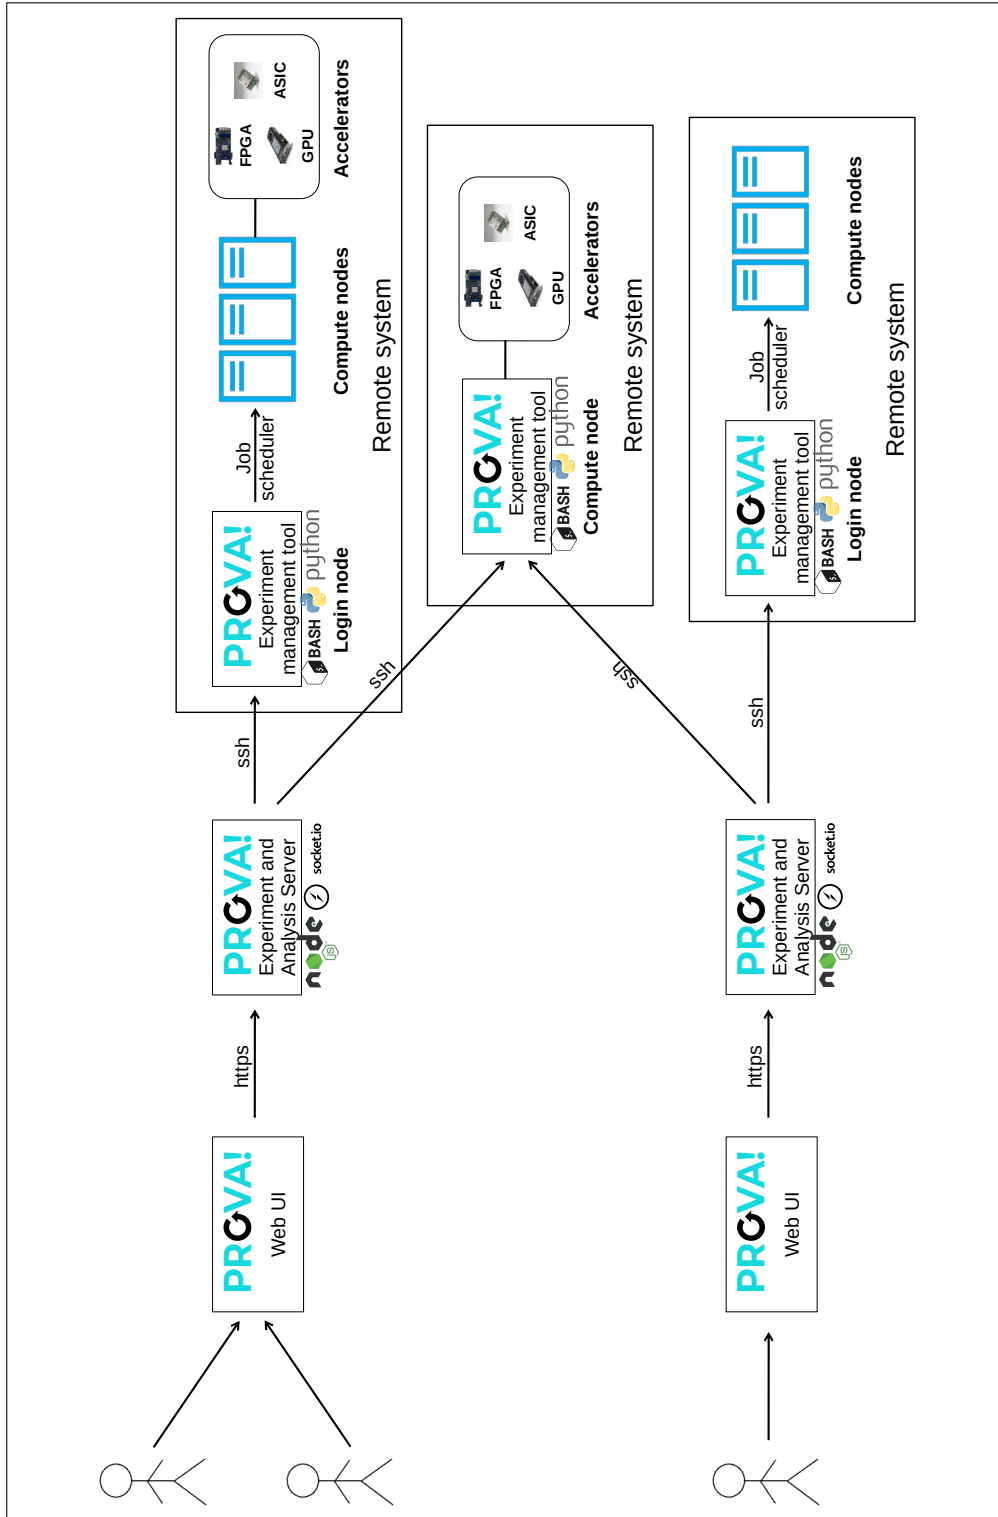 PROVA!
Web UI
https
PROVA!
Experiment and
Analysis Server
node
JS
socket.io
ssh
ssh
Remote system
PROVA!
Experiment
management tool
BASH
python
Login node
Job
scheduler
Compute nodes
FPGA
ASIC
GPU
Accelerators
Remote system
PROVA!
Experiment
management tool
BASH
python
Compute node
FPGA
ASIC
GPU
Accelerators
PROVA!
Web UI
https
PROVA!
Experiment and
Analysis Server
node
JS
socket.io
ssh
ssh
Remote system
PROVA!
Experiment
management tool
BASH
python
Login node
Job
scheduler
Compute nodes